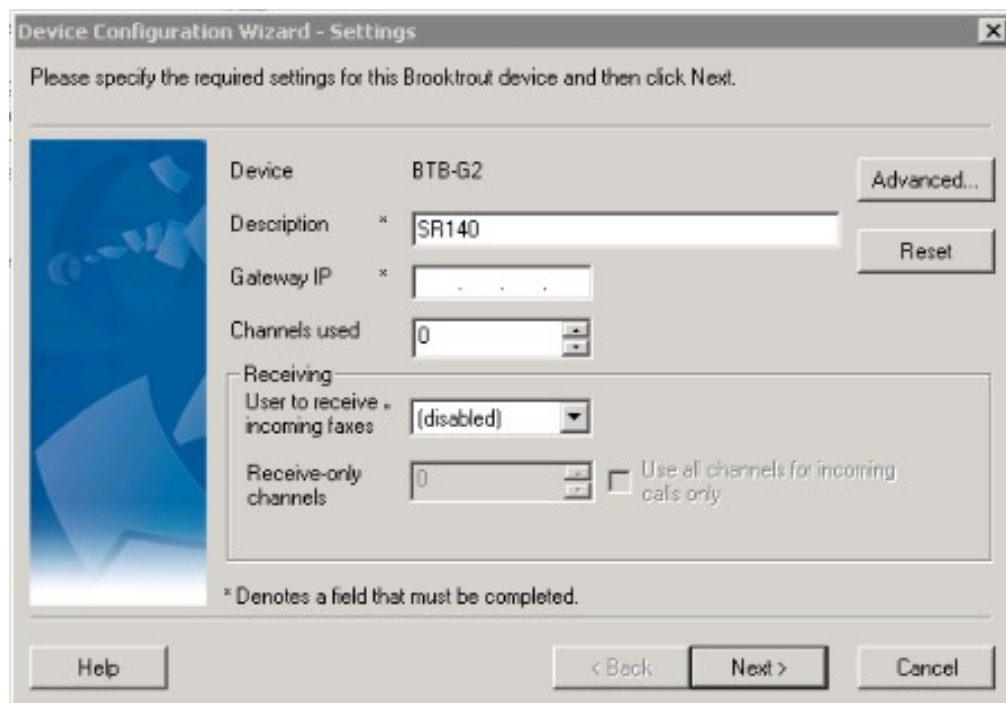 Device Configuration Wizard - Settings
Please specify the required settings for this Brooktrout device and then click Next.
Device BTB-G2
Advanced...
Description * SR140
Reset
Gateway IP * . . .
Channels used 0
Receiving
User to receive *
incoming faxes
(disabled)
Receive-only
channels
0
Use all channels for incoming
calls only
* Denotes a field that must be completed.
Help
< Back
Next >
Cancel